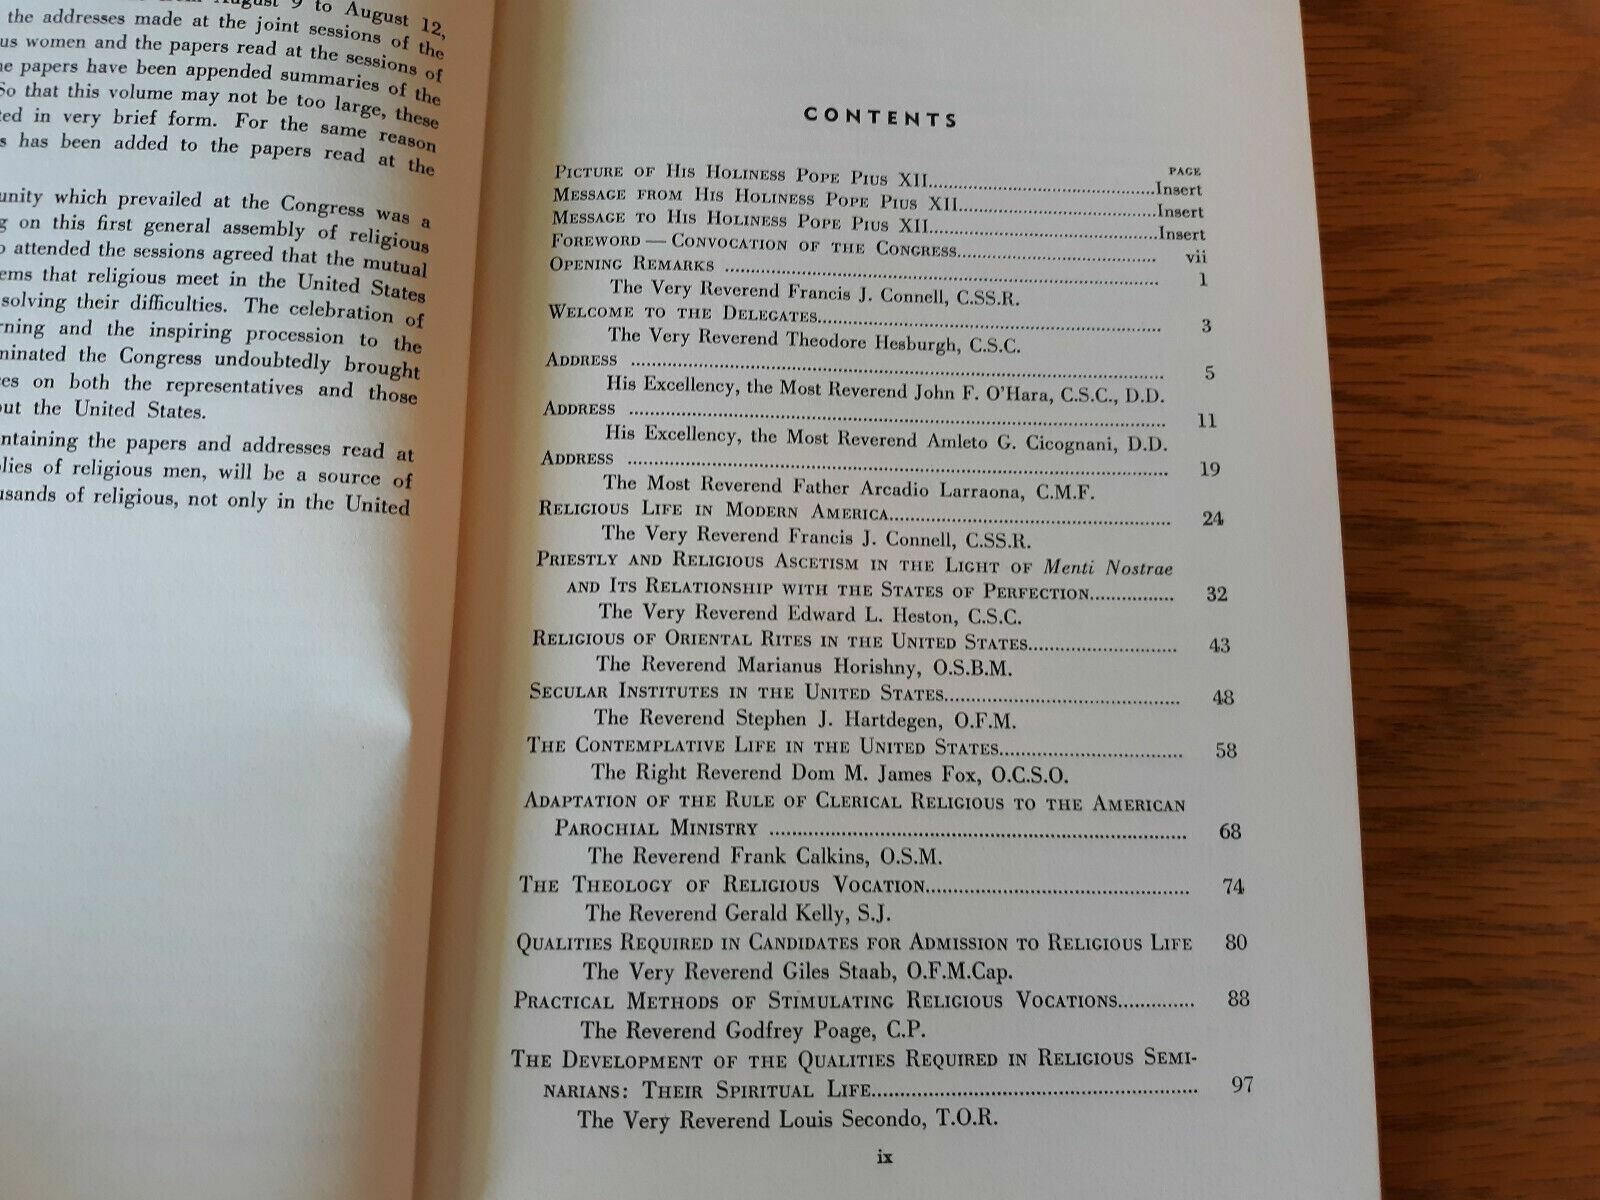 August 9 to August 12,
the addresses made at the joint sessions of the
women and the papers read at the sessions of
papers have been appended summaries of the
So that this volume may not be too large, these
in very brief form. For the same reason
has been added to the papers read at the
which prevailed at the Congress was a
on this first general assembly of religious
attended the sessions agreed that the mutual
that religious meet in the United States
solving their difficulties. The celebration of
and the inspiring procession to the
the Congress undoubtedly brought
on both the representatives and those
the United States.
the papers and addresses read at
of religious men, will be a source of
of religious, not only in the United
CONTENTS
PAGE
PICTURE OF HIS HOLINESS POPE PIUS XII....Insert
MESSAGE FROM HIS HOLINESS POPE PIUS XII....Insert
MESSAGE TO HIS HOLINESS POPE PIUS XII....Insert
FOREWORD — CONVOCATION OF THE CONGRESS.... vii
OPENING REMARKS .... 1
The Very Reverend Francis J. Connell, C.SS.R.
WELCOME TO THE DELEGATES.... 3
The Very Reverend Theodore Hesburgh, C.S.C.
ADDRESS .... 5
His Excellency, the Most Reverend John F. O'Hara, C.S.C., D.D.
ADDRESS .... 11
His Excellency, the Most Reverend Amleto G. Cicognani, D.D.
ADDRESS .... 19
The Most Reverend Father Arcadio Larraona, C.M.F.
RELIGIOUS LIFE IN MODERN AMERICA.... 24
The Very Reverend Francis J. Connell, C.SS.R.
PRIESTLY AND RELIGIOUS ASCETISM IN THE LIGHT OF Menti Nostrae
AND ITS RELATIONSHIP WITH THE STATES OF PERFECTION.... 32
The Very Reverend Edward L. Heston, C.S.C.
RELIGIOUS OF ORIENTAL RITES IN THE UNITED STATES.... 43
The Reverend Marianus Horishny, O.S.B.M.
SECULAR INSTITUTES IN THE UNITED STATES.... 48
The Reverend Stephen J. Hartdegen, O.F.M.
THE CONTEMPLATIVE LIFE IN THE UNITED STATES.... 58
The Right Reverend Dom M. James Fox, O.C.S.O.
ADAPTATION OF THE RULE OF CLERICAL RELIGIOUS TO THE AMERICAN
PAROCHIAL MINISTRY .... 68
The Reverend Frank Calkins, O.S.M.
THE THEOLOGY OF RELIGIOUS VOCATION.... 74
The Reverend Gerald Kelly, S.J.
QUALITIES REQUIRED IN CANDIDATES FOR ADMISSION TO RELIGIOUS LIFE 80
The Very Reverend Giles Staab, O.F.M.Cap.
PRACTICAL METHODS OF STIMULATING RELIGIOUS VOCATIONS.... 88
The Reverend Godfrey Poage, C.P.
THE DEVELOPMENT OF THE QUALITIES REQUIRED IN RELIGIOUS SEMI-
NARIANS: THEIR SPIRITUAL LIFE.... 97
The Very Reverend Louis Secondo, T.O.R.
ix